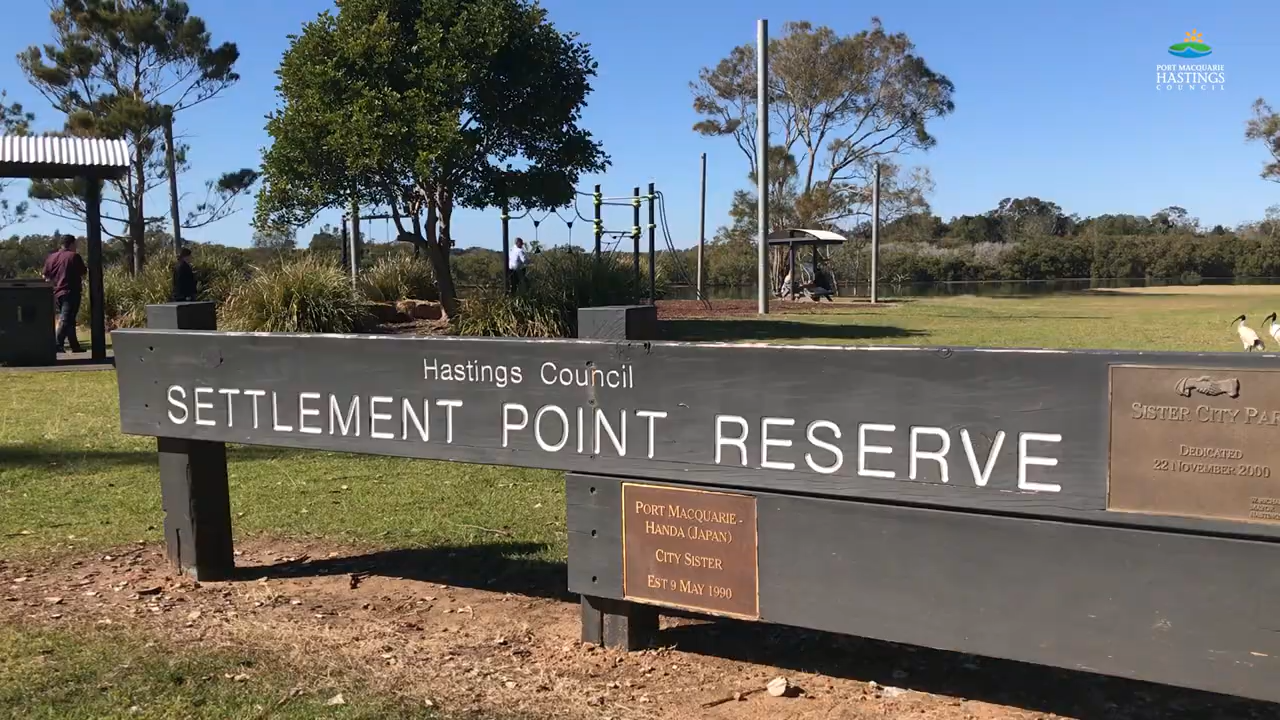 PORT MACQUARIE
HASTINGS
COUNCIL
Hastings Council
SETTLEMENT POINT RESERVE
SISTER CITY PAR
DEDICATED
22 NOVEMBER 2000
PORT MACQUARIE -
HANDA (JAPAN)
CITY SISTER
EST 9 MAY 1990